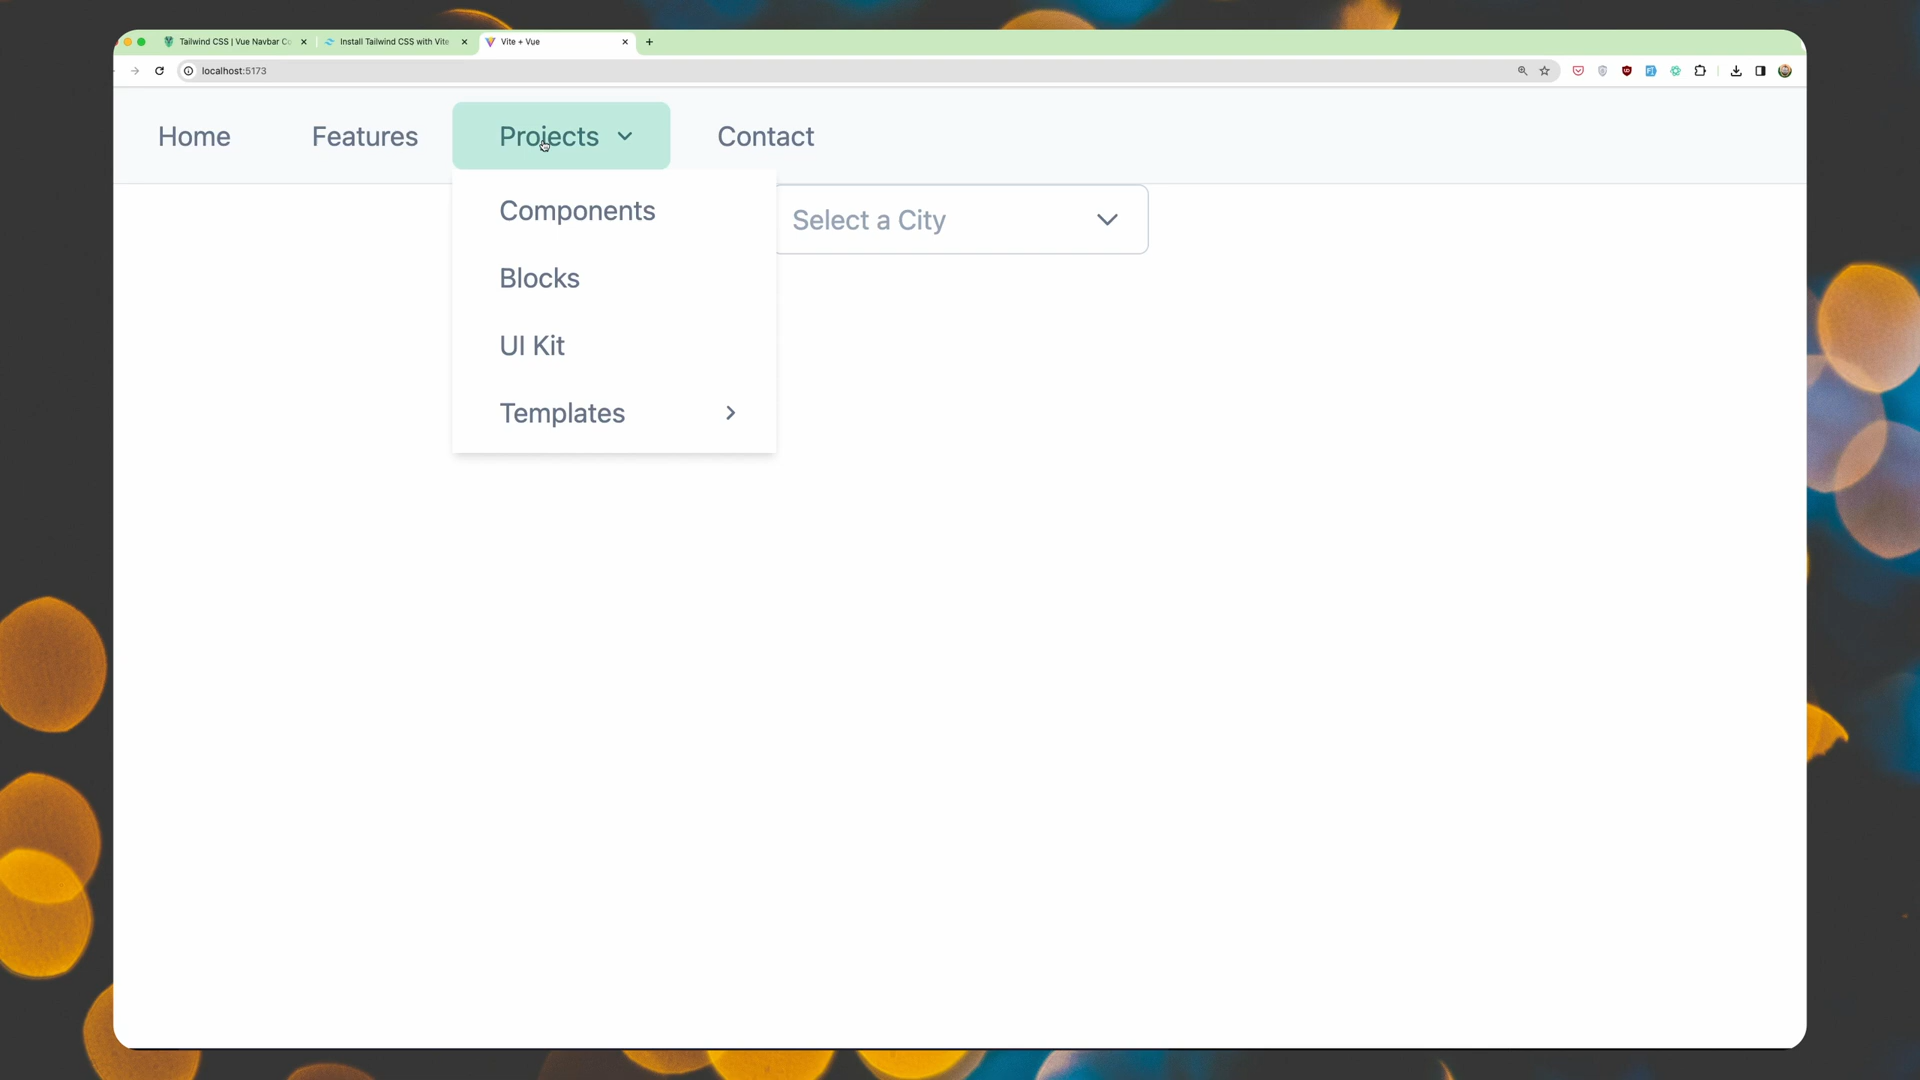 Tailwind CSS | Vue Navbar Co
Install Tailwind CSS with Vite
Vite + Vue
localhost:5173
Home
Features
Projects
Contact
Components
Select a City
Blocks
UI Kit
Templates